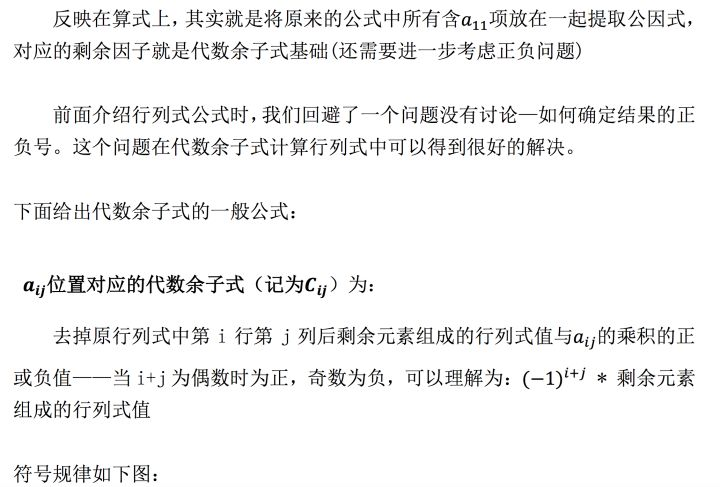 反映在算式上，其实就是将原来的公式中所有含a₁₁项放在一起提取公因式，
对应的剩余因子就是代数余子式基础(还需要进一步考虑正负问题)
前面介绍行列式公式时，我们回避了一个问题没有讨论—如何确定结果的正
负号。这个问题在代数余子式计算行列式中可以得到很好的解决。
下面给出代数余子式的一般公式：
a_{ij}位置对应的代数余子式（记为C_{ij}）为：
去掉原行列式中第 i 行第 j 列后剩余元素组成的行列式值与a_{ij}的乘积的正
或负值——当 i+j 为偶数时为正，奇数为负，可以理解为：(−1)^{i+j} * 剩余元素
组成的行列式值
符号规律如下图：